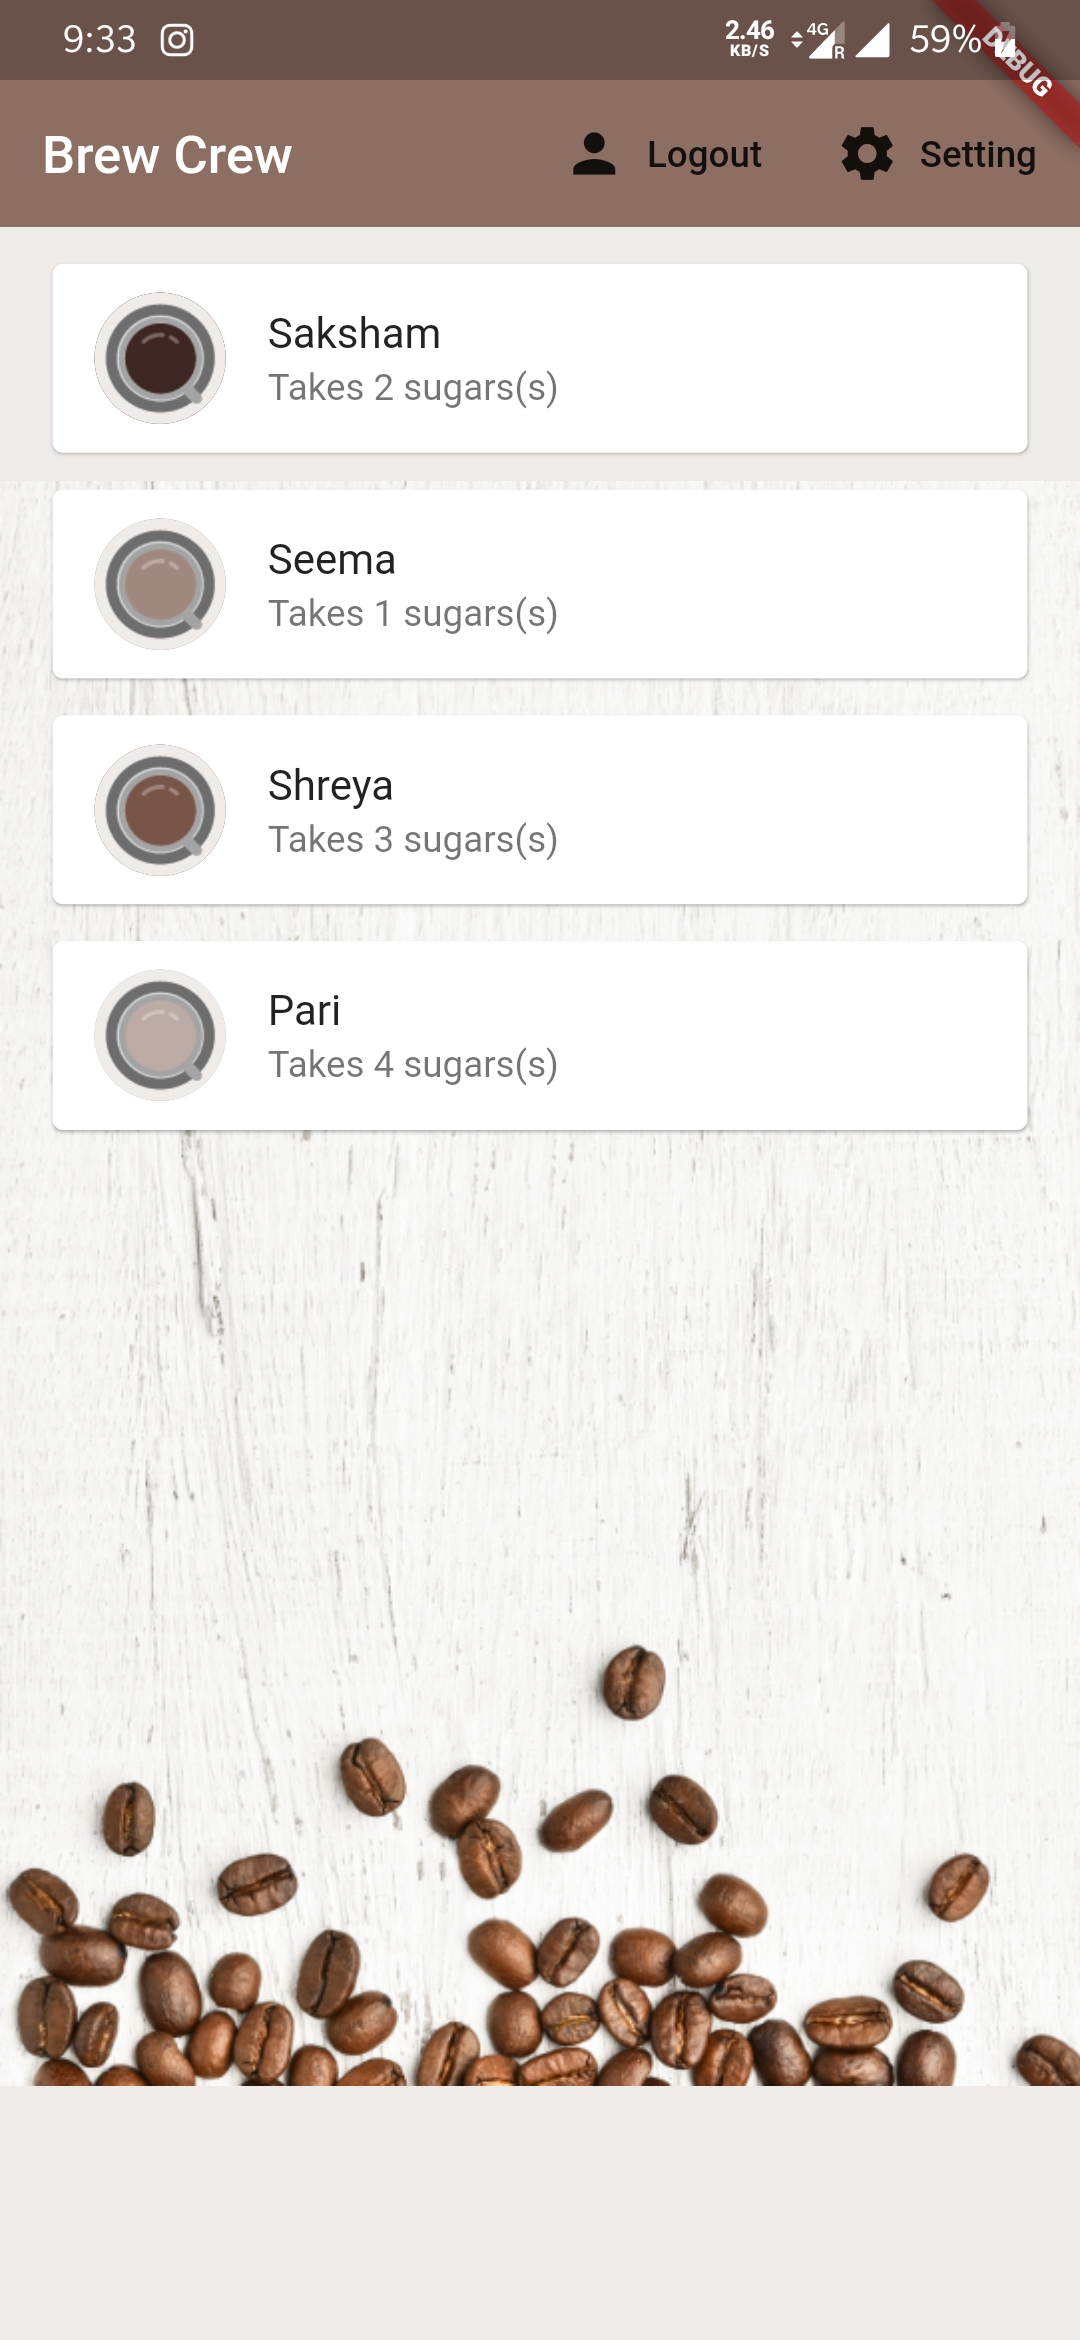 9:33 2.46 KB/S 4G R 59%
DEBUG
Brew Crew Logout Setting
Saksham
Takes 2 sugars(s)
Seema
Takes 1 sugars(s)
Shreya
Takes 3 sugars(s)
Pari
Takes 4 sugars(s)